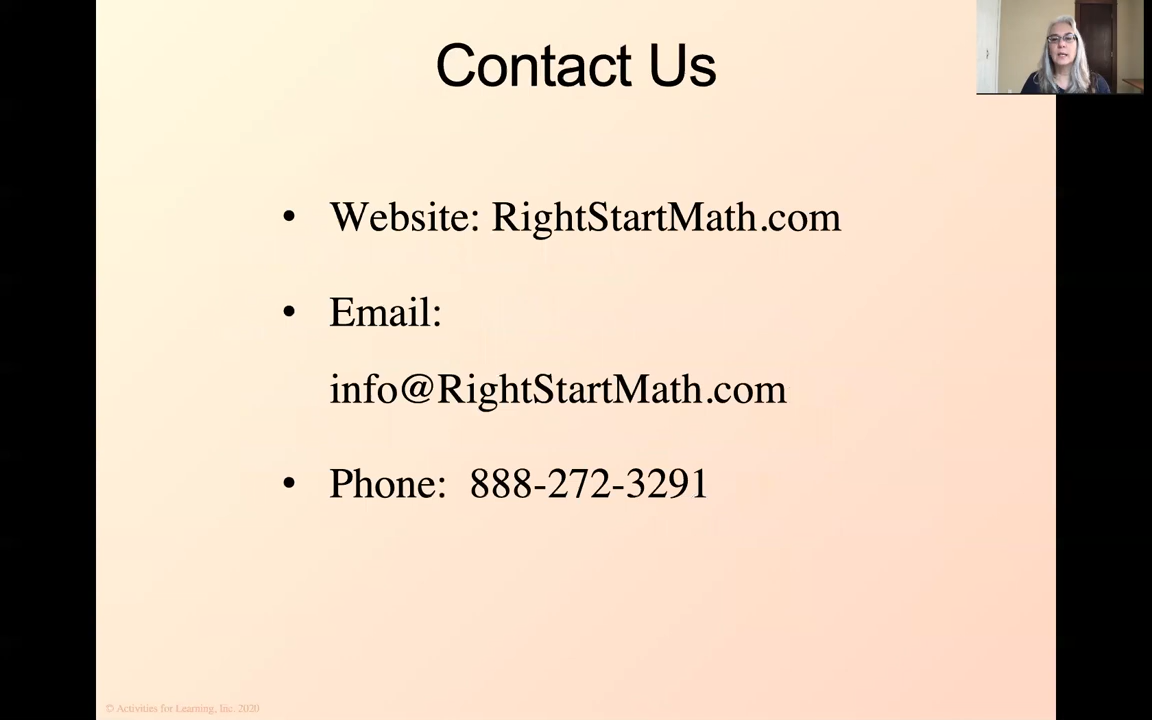 Contact Us
• Website: RightStartMath.com
• Email:
info@RightStartMath.com
• Phone: 888-272-3291
© Activities for Learning, Inc. 2020